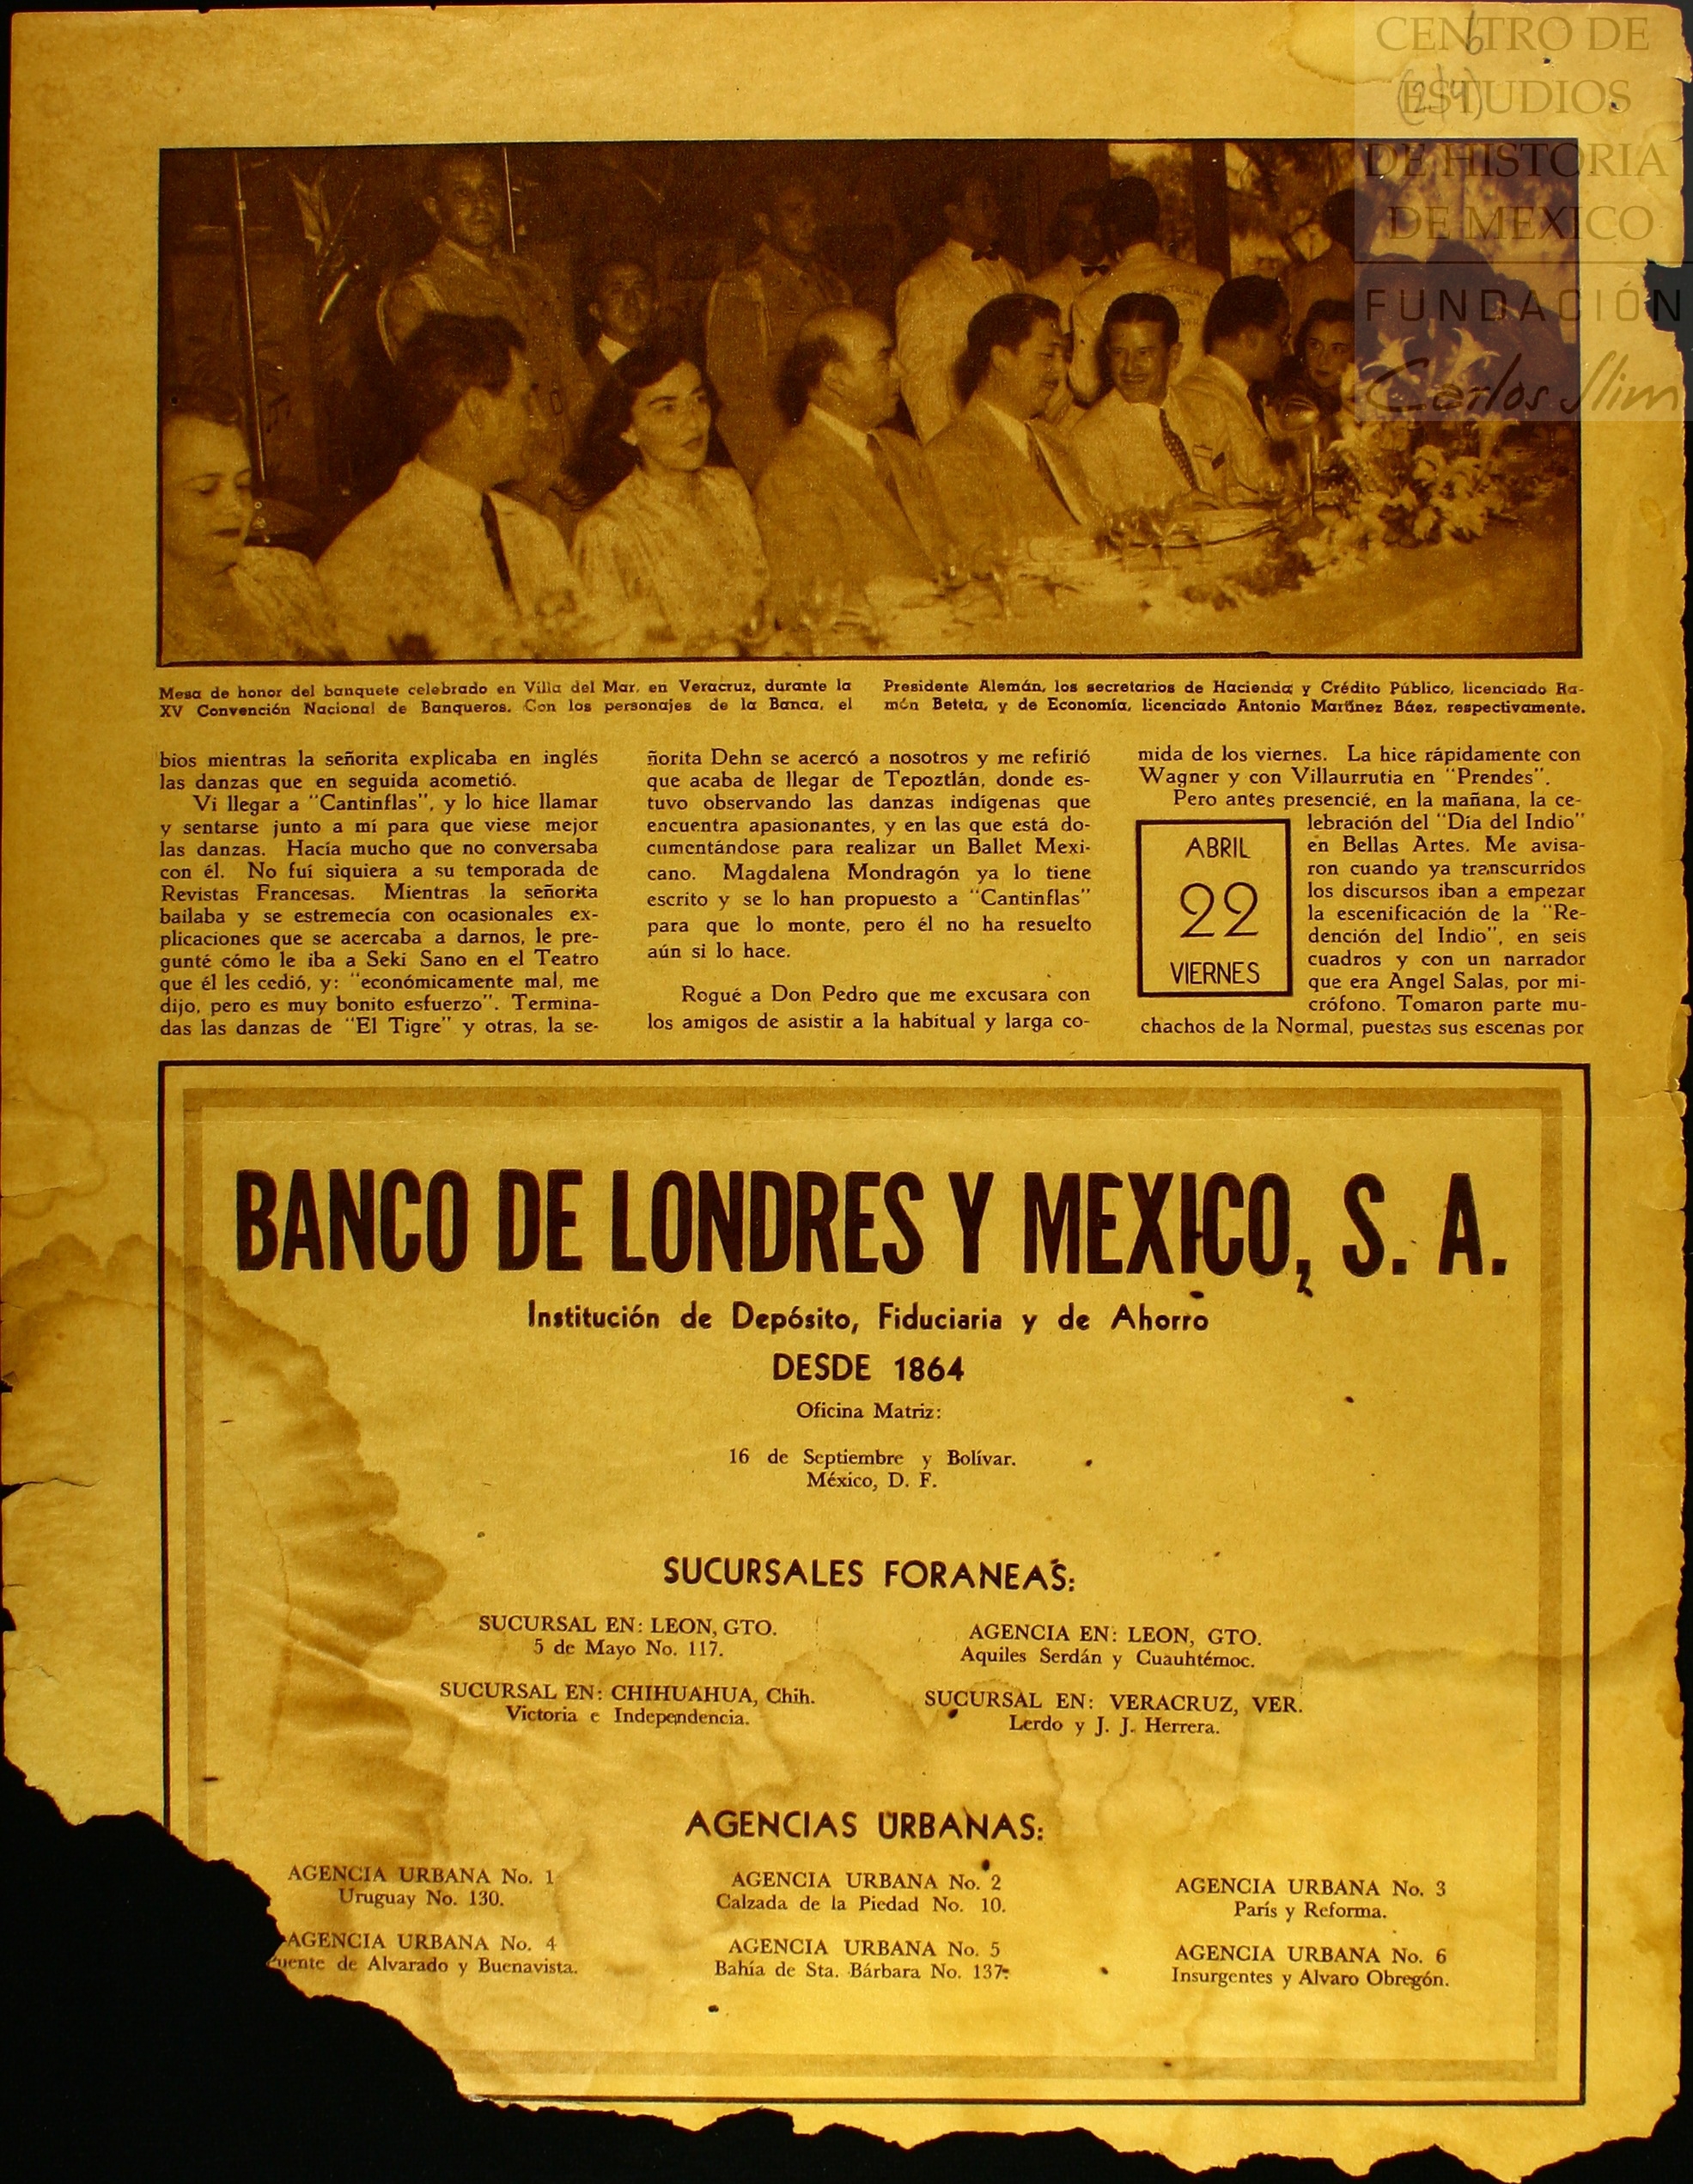 CENTRO DE
ESTUDIOS
DE HISTORIA
DE MEXICO
FUNDACIÓN
Carlos Slim
6
Mesa de honor del banquete celebrado en Villa del Mar, en Veracruz, durante la
XV Convención Nacional de Banqueros. Con los personajes de la Banca, el
Presidente Alemán, los secretarios de Hacienda y Crédito Público, licenciado Ra-
món Beteta, y de Economía, licenciado Antonio Martínez Báez, respectivamente.
bios mientras la señorita explicaba en inglés
las danzas que en seguida acometió.
Vi llegar a "Cantinflas", y lo hice llamar
y sentarse junto a mí para que viese mejor
las danzas. Hacía mucho que no conversaba
con él. No fuí siquiera a su temporada de
Revistas Francesas. Mientras la señorita
bailaba y se estremecía con ocasionales ex-
plicaciones que se acercaba a darnos, le pre-
gunté cómo le iba a Seki Sano en el Teatro
que él les cedió, y: "económicamente mal, me
dijo, pero es muy bonito esfuerzo". Termina-
das las danzas de "El Tigre" y otras, la se-
ñorita Dehn se acercó a nosotros y me refirió
que acaba de llegar de Tepoztlán, donde es-
tuvo observando las danzas indígenas que
encuentra apasionantes, y en las que está do-
cumentándose para realizar un Ballet Mexi-
cano. Magdalena Mondragón ya lo tiene
escrito y se lo han propuesto a "Cantinflas"
para que lo monte, pero él no ha resuelto
aún si lo hace.
Rogué a Don Pedro que me excusara con
los amigos de asistir a la habitual y larga co-
mida de los viernes. La hice rápidamente con
Wagner y con Villaurrutia en "Prendes".
Pero antes presencié, en la mañana, la ce-
ABRIL
22
VIERNES
lebración del "Día del Indio"
en Bellas Artes. Me avisa-
ron cuando ya transcurridos
los discursos iban a empezar
la escenificación de la "Re-
dención del Indio", en seis
cuadros y con un narrador
que era Angel Salas, por mi-
crófono. Tomaron parte mu-
chachos de la Normal, puestas sus escenas por
BANCO DE LONDRES Y MEXICO, S. A.
Institución de Depósito, Fiduciaria y de Ahorro
DESDE 1864
Oficina Matriz:
16 de Septiembre y Bolívar.
México, D. F.
SUCURSALES FORANEAS:
SUCURSAL EN: LEON, GTO.
5 de Mayo No. 117.
AGENCIA EN: LEON, GTO.
Aquiles Serdán y Cuauhtémoc.
SUCURSAL EN: CHIHUAHUA, Chih.
Victoria e Independencia.
SUCURSAL EN: VERACRUZ, VER.
Lerdo y J. J. Herrera.
AGENCIAS URBANAS:
AGENCIA URBANA No. 1
Uruguay No. 130.
AGENCIA URBANA No. 2
Calzada de la Piedad No. 10.
AGENCIA URBANA No. 3
París y Reforma.
AGENCIA URBANA No. 4
Puente de Alvarado y Buenavista.
AGENCIA URBANA No. 5
Bahía de Sta. Bárbara No. 137.
AGENCIA URBANA No. 6
Insurgentes y Alvaro Obregón.